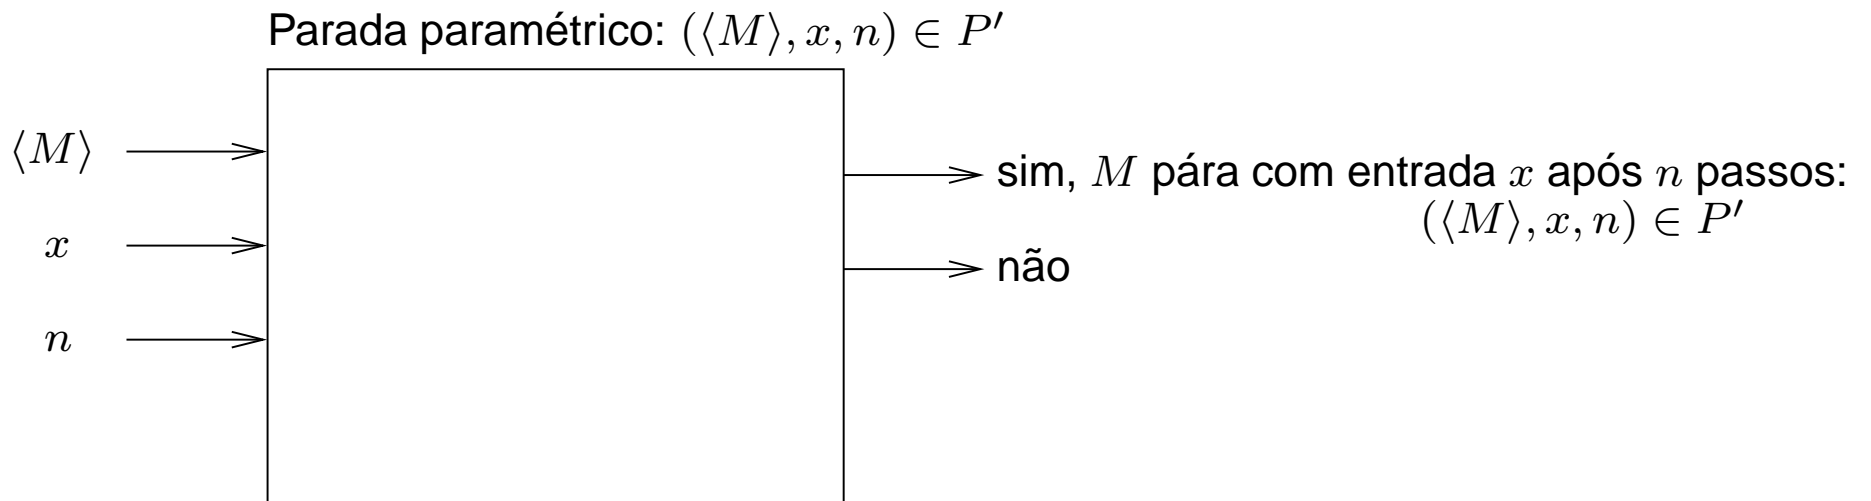 Parada paramétrico: (⟨M⟩, x, n) ∈ P′
⟨M⟩
x
n
sim, M pára com entrada x após n passos:
(⟨M⟩, x, n) ∈ P′
não